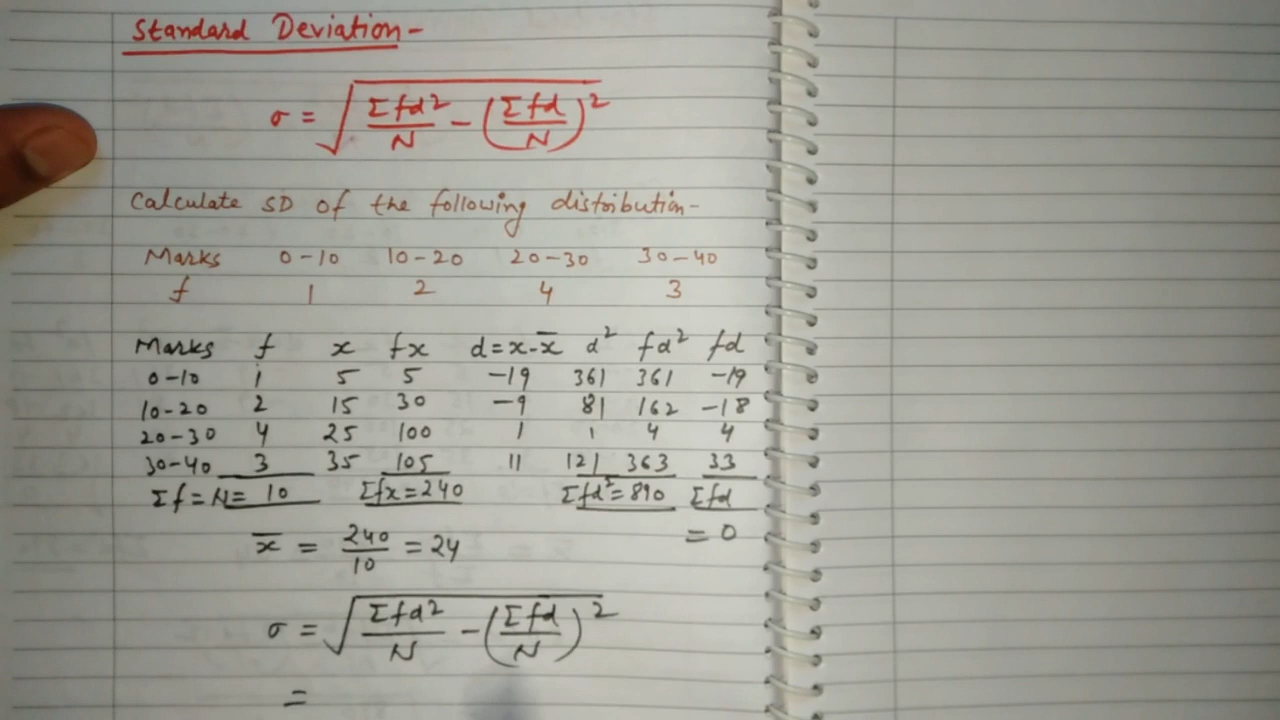 Standard Deviation-
σ = √(Σfd²/N - (Σfd/N)²)
Calculate SD of the following distribution-
Marks 0-10 10-20 20-30 30-40
f 1 2 4 3
Marks f x fx d=x-x̅ d² fd² fd
0-10 1 5 5 -19 361 361 -19
10-20 2 15 30 -9 81 162 -18
20-30 4 25 100 1 1 4 4
30-40 3 35 105 11 121 363 33
Σf=N= 10 Σfx=240 Σfd²=890 Σfd
= 0
x̅ = 240/10 = 24
σ = √(Σfd²/N - (Σfd/N)²)
=